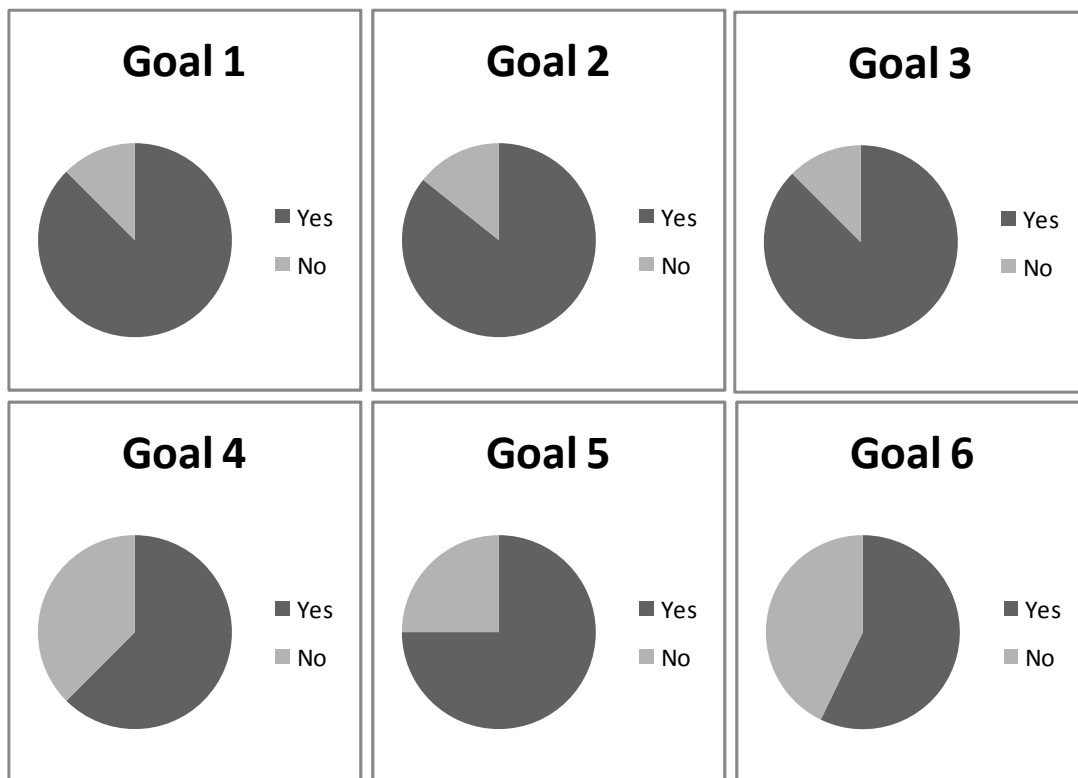 Goal 1
Yes
No
Goal 2
Yes
No
Goal 3
Yes
No
Goal 4
Yes
No
Goal 5
Yes
No
Goal 6
Yes
No